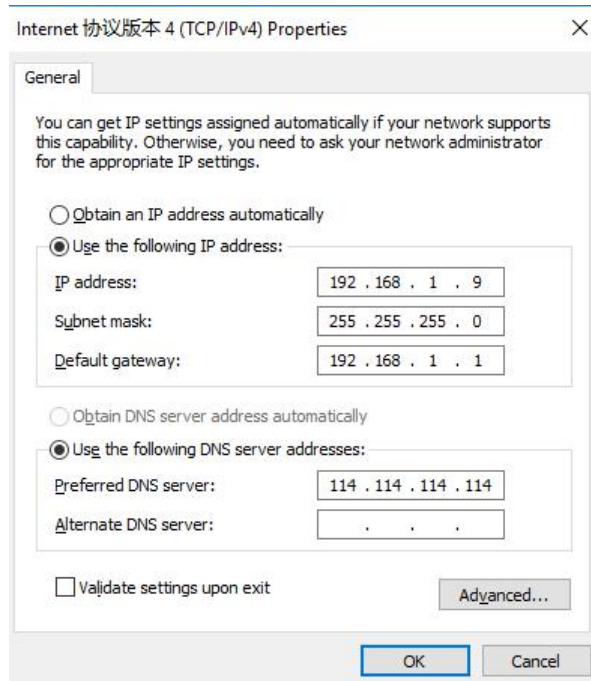 Internet 协议版本 4 (TCP/IPv4) Properties
General
You can get IP settings assigned automatically if your network supports
this capability. Otherwise, you need to ask your network administrator
for the appropriate IP settings.
Obtain an IP address automatically
Use the following IP address:
IP address: 192 . 168 . 1 . 9
Subnet mask: 255 . 255 . 255 . 0
Default gateway: 192 . 168 . 1 . 1
Obtain DNS server address automatically
Use the following DNS server addresses:
Preferred DNS server: 114 . 114 . 114 . 114
Alternate DNS server: . . .
Validate settings upon exit
Advanced...
OK Cancel